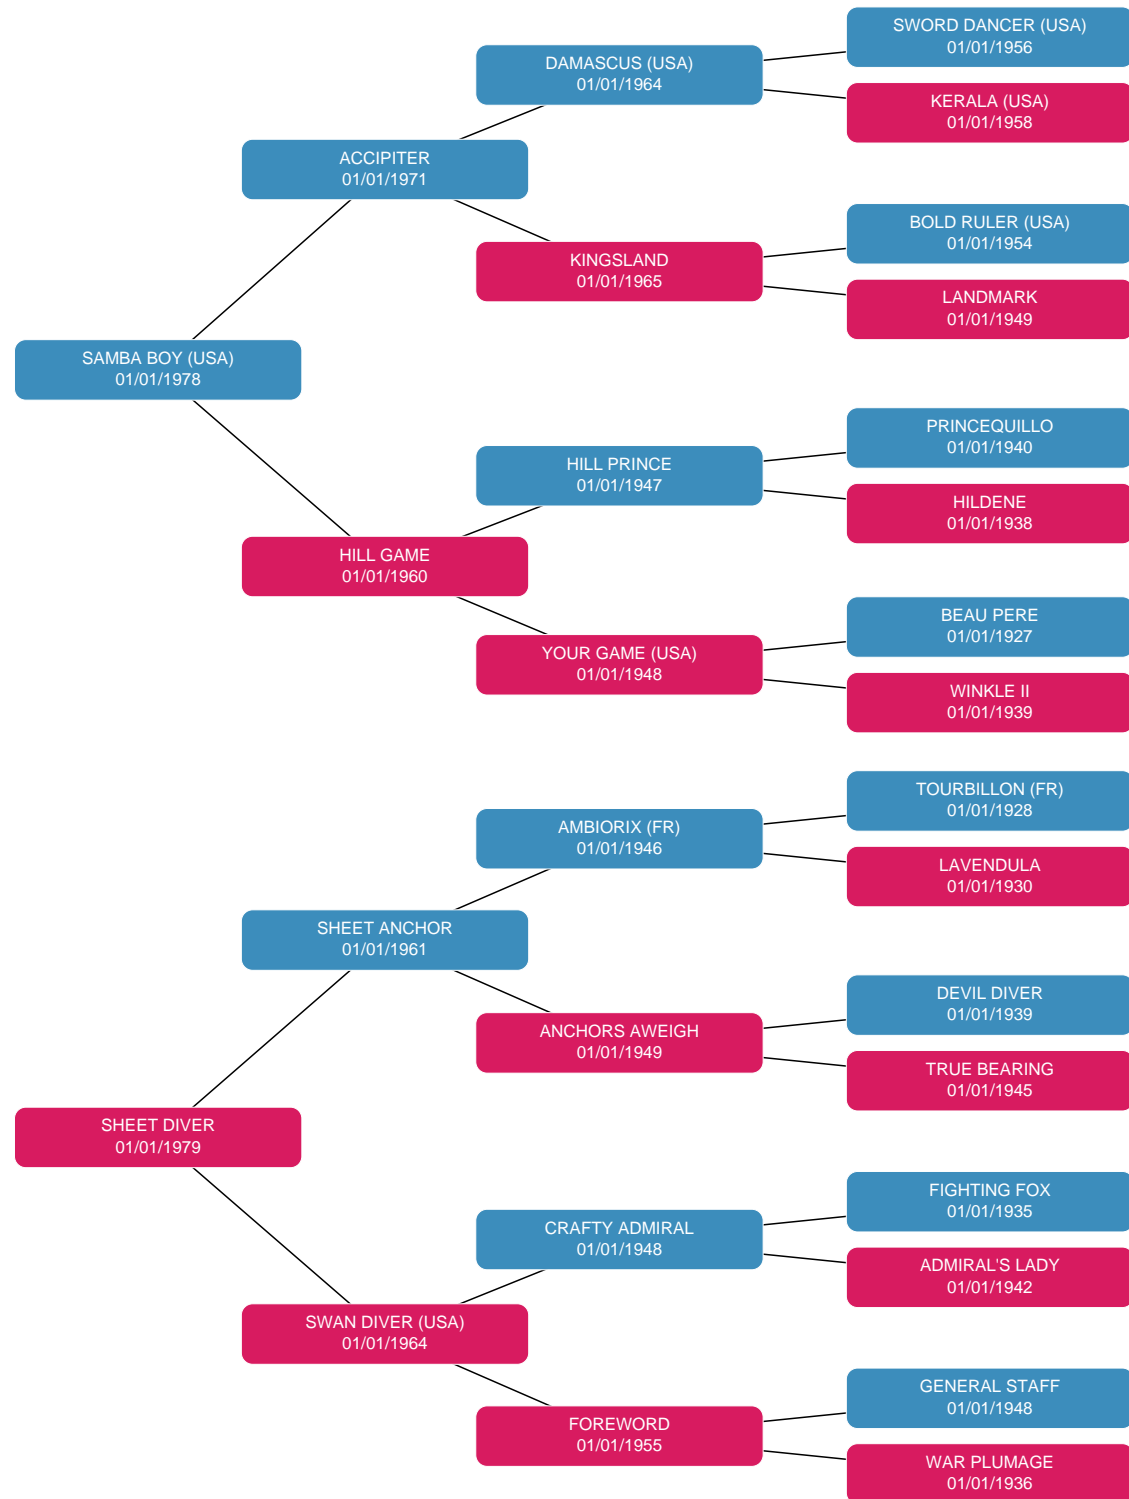 SWORD DANCER (USA)
01/01/1956
DAMASCUS (USA)
01/01/1964
KERALA (USA)
01/01/1958
ACCIPITER
01/01/1971
BOLD RULER (USA)
01/01/1954
KINGSLAND
01/01/1965
LANDMARK
01/01/1949
SAMBA BOY (USA)
01/01/1978
PRINCEQUILLO
01/01/1940
HILL PRINCE
01/01/1947
HILDENE
01/01/1938
HILL GAME
01/01/1960
BEAU PERE
01/01/1927
YOUR GAME (USA)
01/01/1948
WINKLE II
01/01/1939
TOURBILLON (FR)
01/01/1928
AMBIORIX (FR)
01/01/1946
LAVENDULA
01/01/1930
SHEET ANCHOR
01/01/1961
DEVIL DIVER
01/01/1939
ANCHORS AWEIGH
01/01/1949
TRUE BEARING
01/01/1945
SHEET DIVER
01/01/1979
FIGHTING FOX
01/01/1935
CRAFTY ADMIRAL
01/01/1948
ADMIRAL'S LADY
01/01/1942
SWAN DIVER (USA)
01/01/1964
GENERAL STAFF
01/01/1948
FOREWORD
01/01/1955
WAR PLUMAGE
01/01/1936